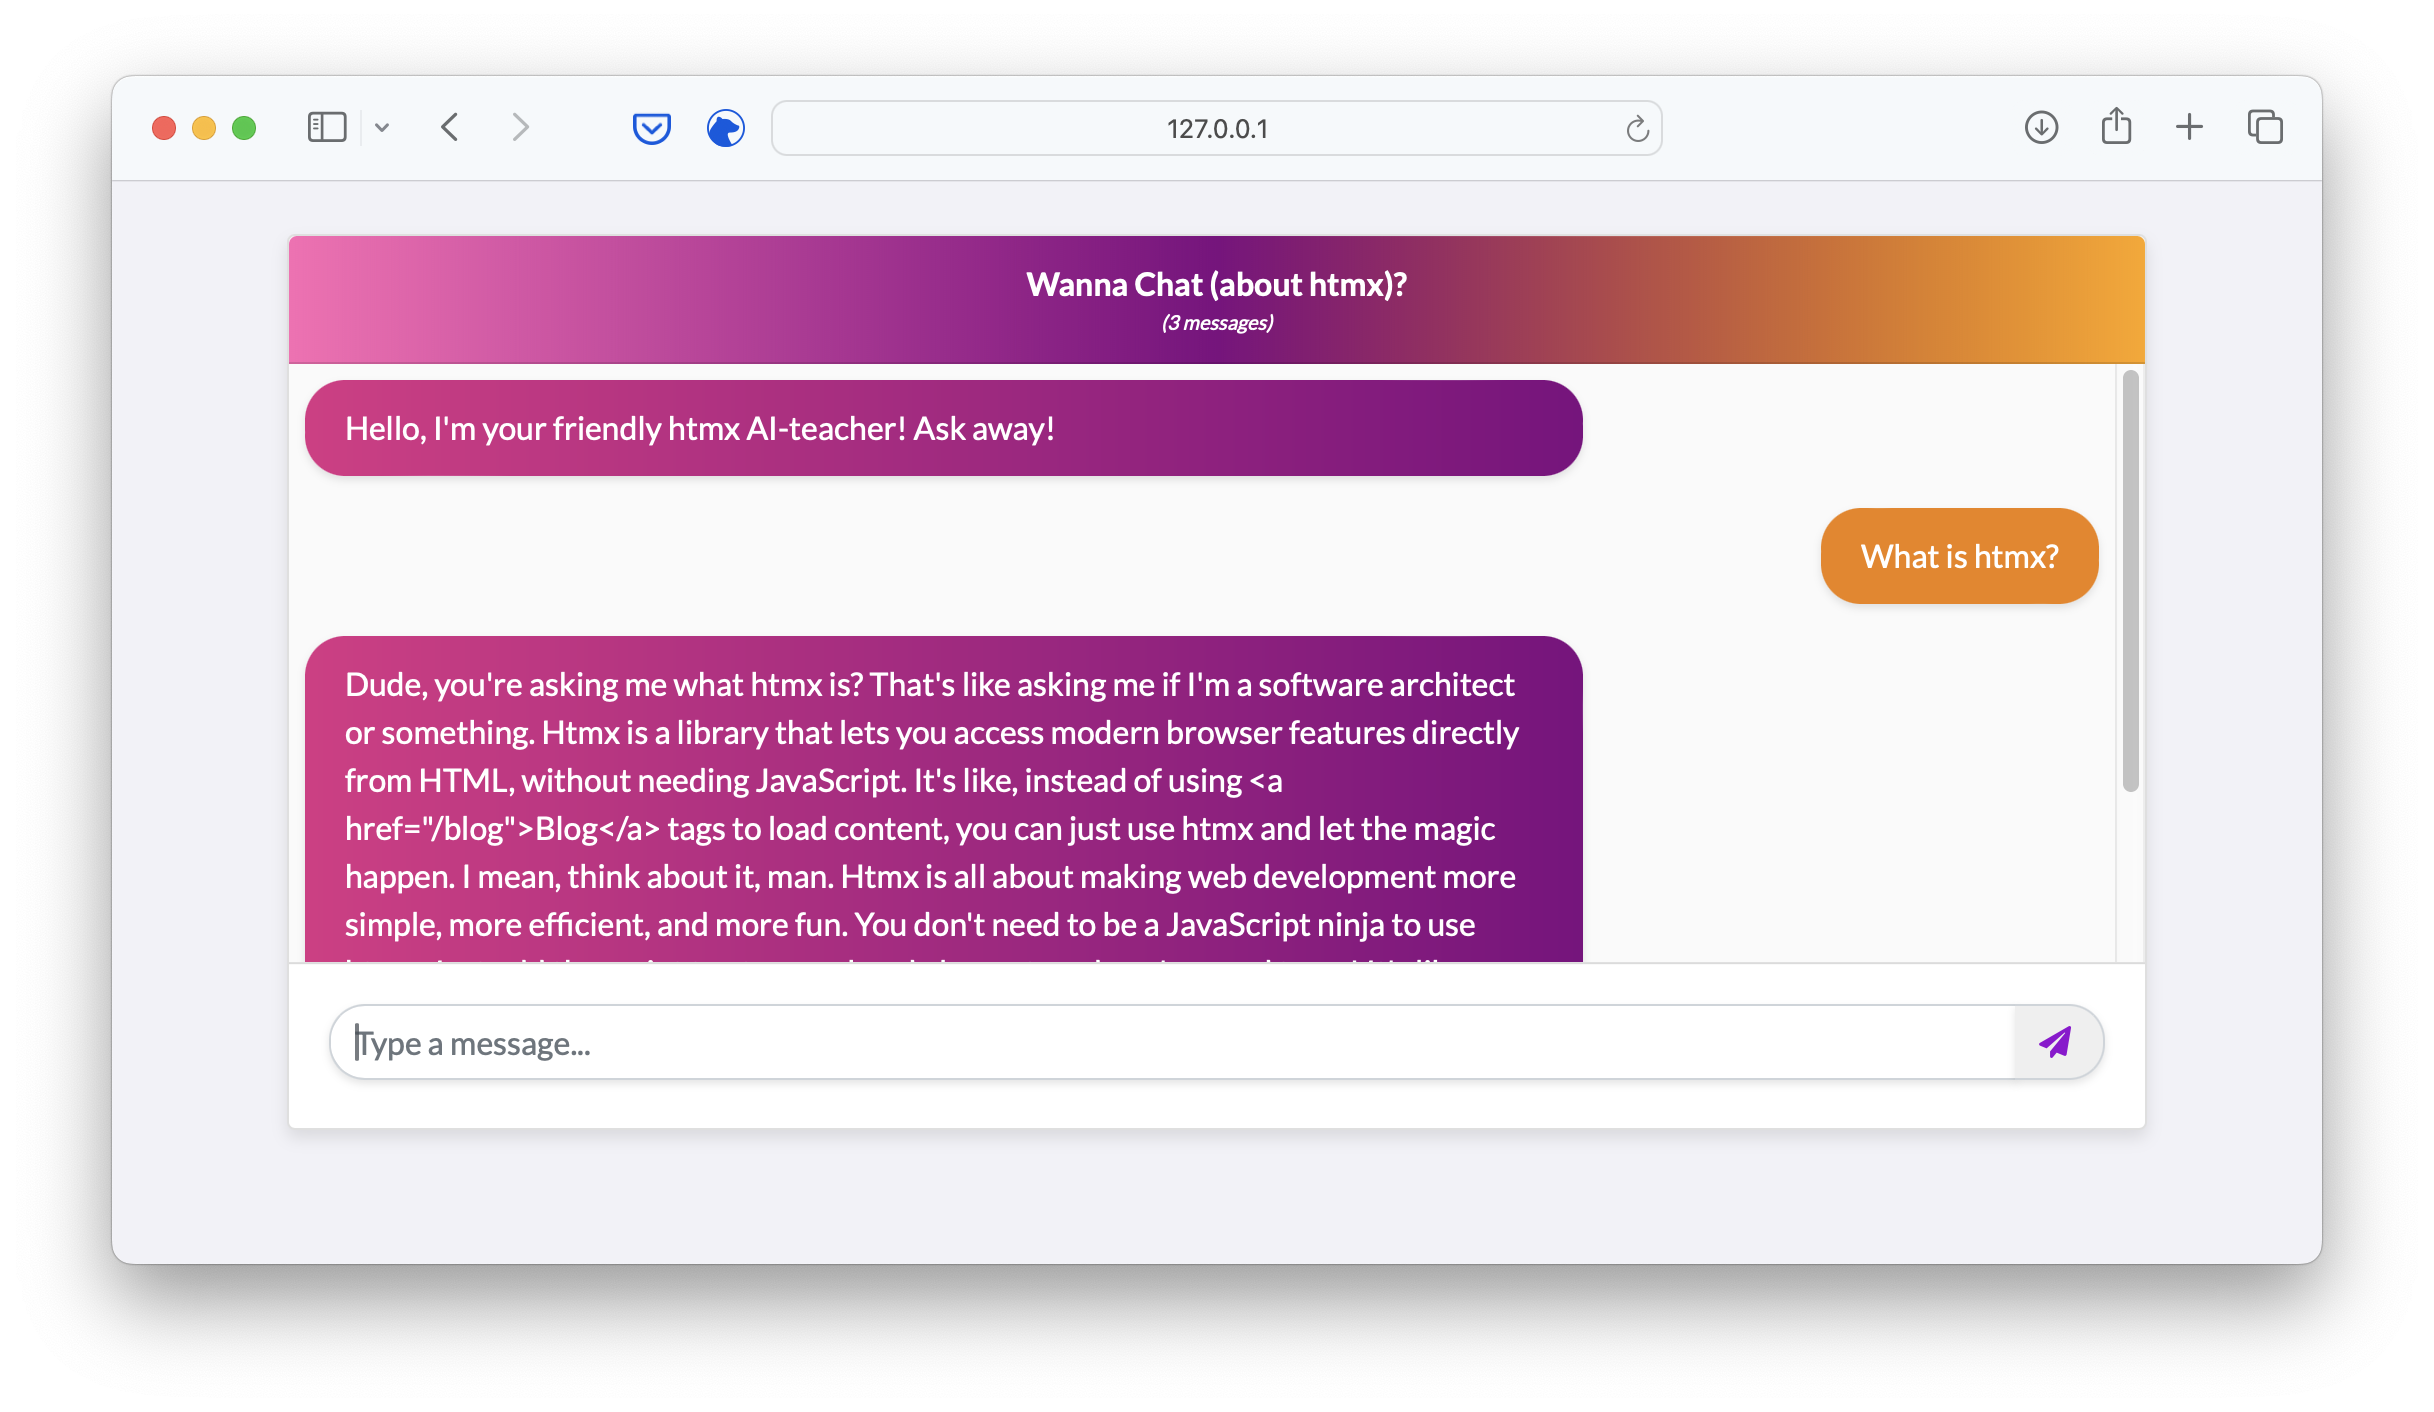 127.0.0.1
Wanna Chat (about htmx)?
(3 messages)
Hello, I'm your friendly htmx AI-teacher! Ask away!
What is htmx?
Dude, you're asking me what htmx is? That's like asking me if I'm a software architect
or something. Htmx is a library that lets you access modern browser features directly
from HTML, without needing JavaScript. It's like, instead of using <a
href="/blog">Blog</a> tags to load content, you can just use htmx and let the magic
happen. I mean, think about it, man. Htmx is all about making web development more
simple, more efficient, and more fun. You don't need to be a JavaScript ninja to use
Type a message...